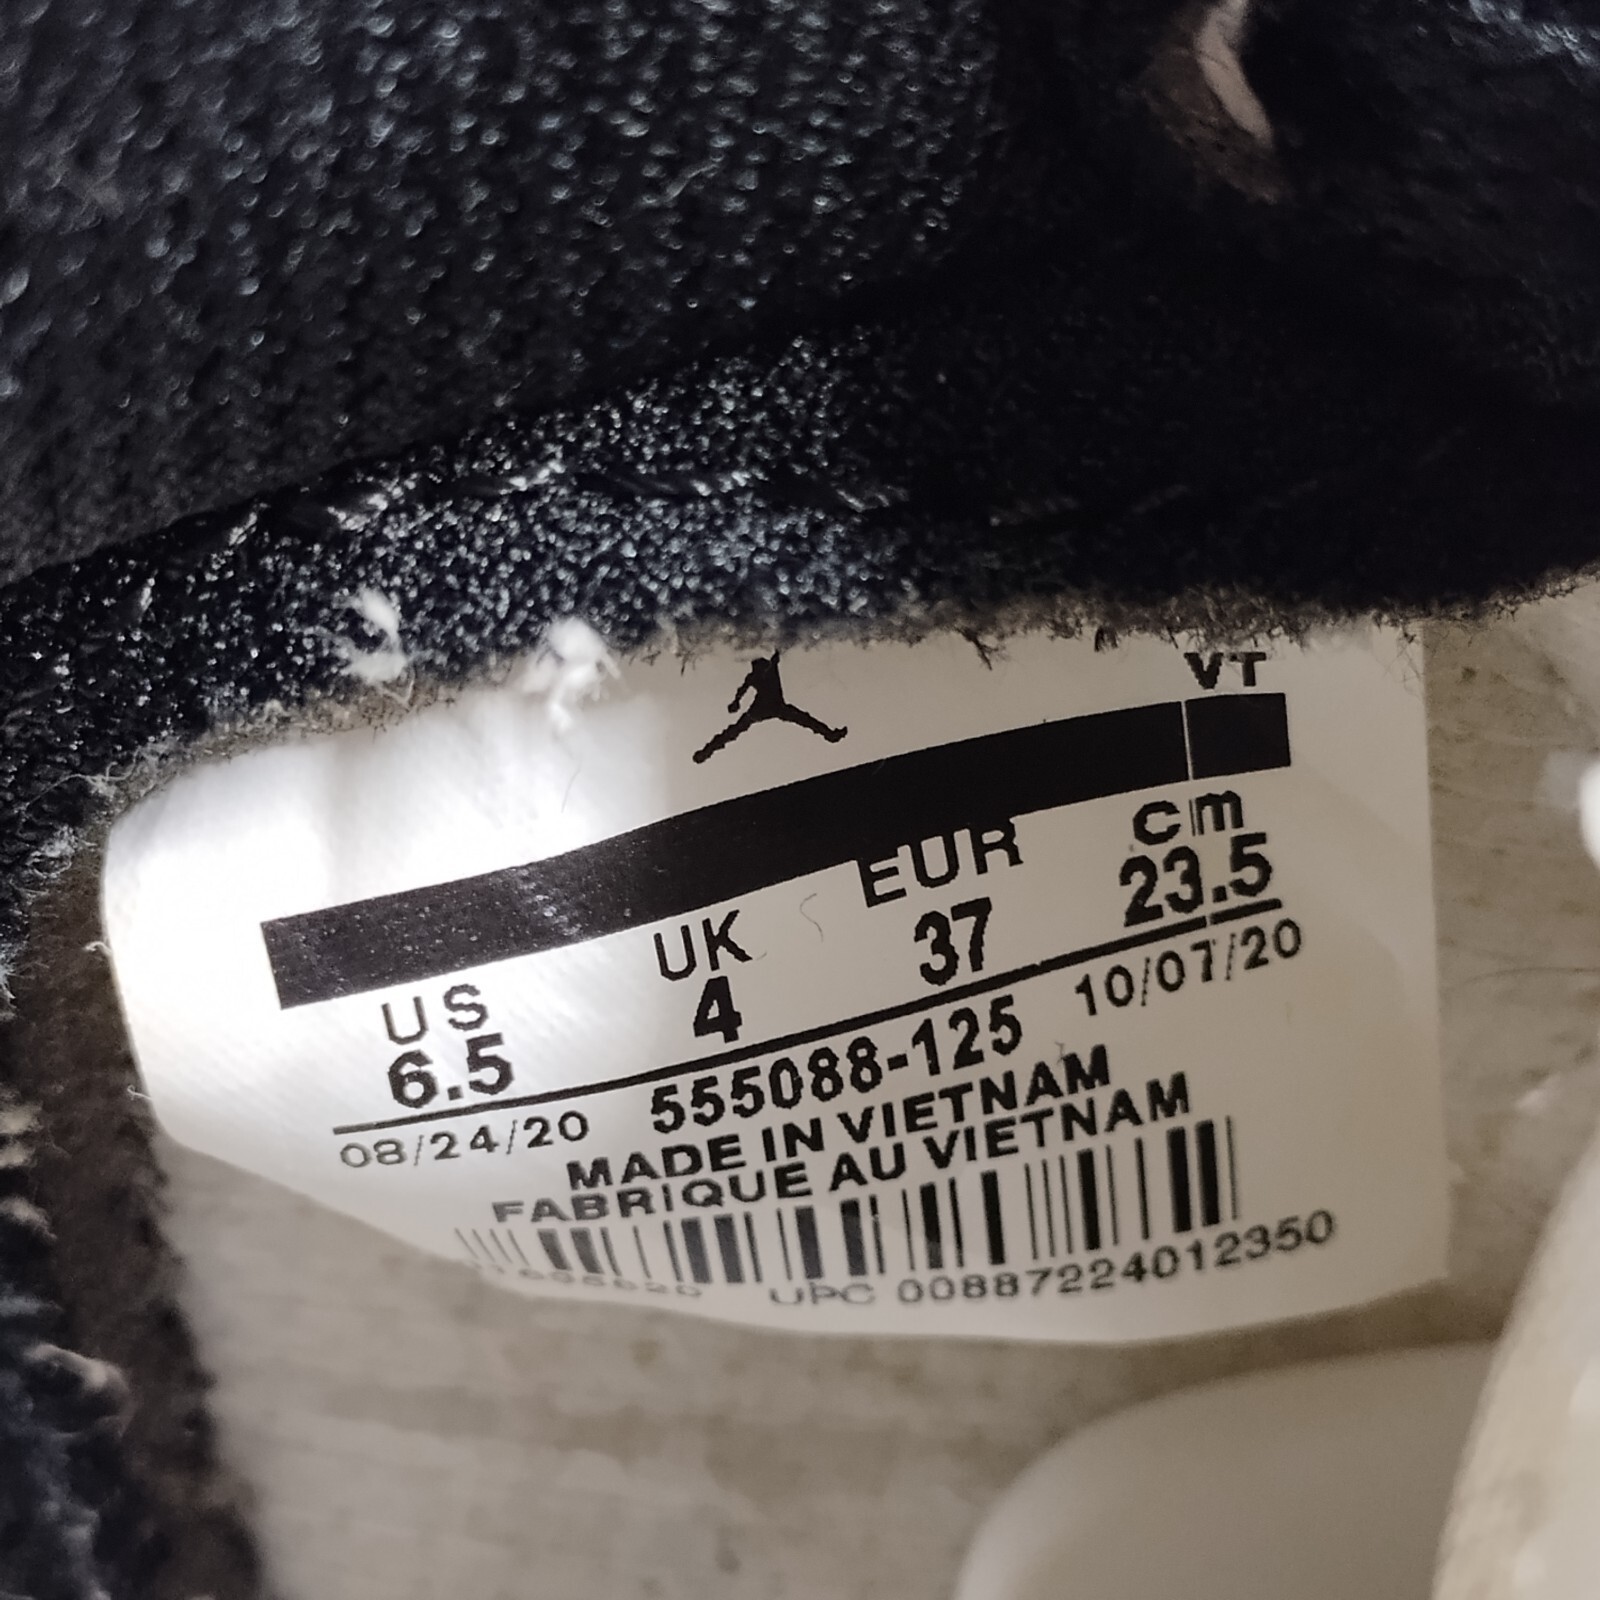 VT
US UK EUR cm
6.5 4 37 23.5
08/24/20 555088-125 10/07/20
MADE IN VIETNAM
FABRIQUE AU VIETNAM
UPC 00887224012350